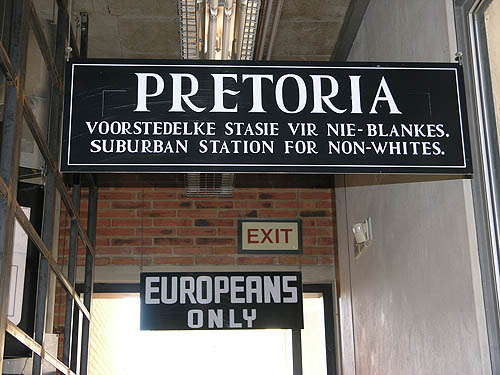 PRETORIA
VOORSTEDELKE STASIE VIR NIE-BLANKES.
SUBURBAN STATION FOR NON-WHITES.
EXIT
EUROPEANS
ONLY